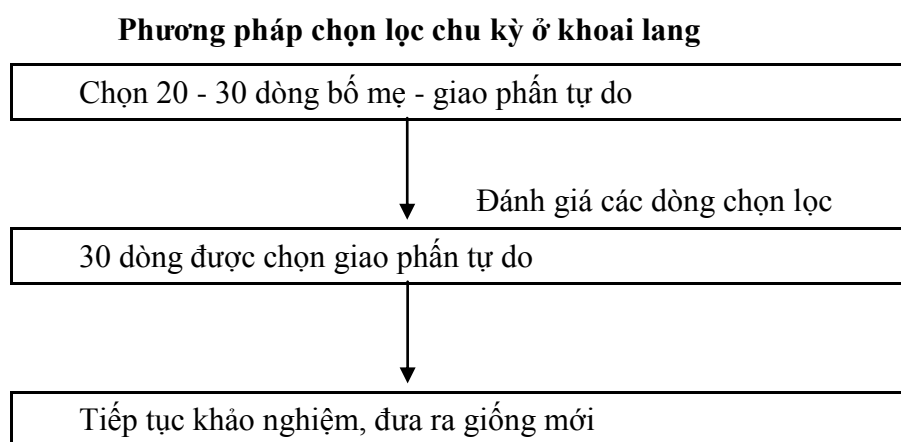 Phương pháp chọn lọc chu kỳ ở khoai lang
Chọn 20 - 30 dòng bố mẹ - giao phấn tự do
Đánh giá các dòng chọn lọc
30 dòng được chọn giao phấn tự do
Tiếp tục khảo nghiệm, đưa ra giống mới